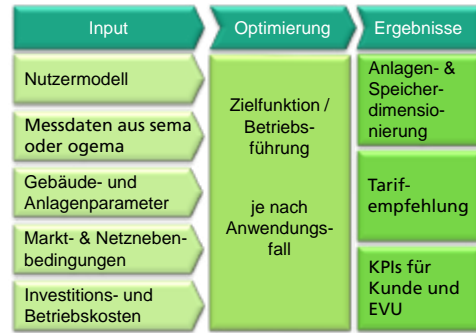 Input
Optimierung
Ergebnisse
Nutzermodell
Messdaten aus sema
oder ogema
Gebäude- und
Anlagenparameter
Markt- & Netzneben-
bedingungen
Investitions- und
Betriebskosten
Zielfunktion /
Betriebs-
führung
je nach
Anwendungs-
fall
Anlagen- &
Speicher-
dimensio-
nierung
Tarif-
empfehlung
KPIs für
Kunde und
EVU